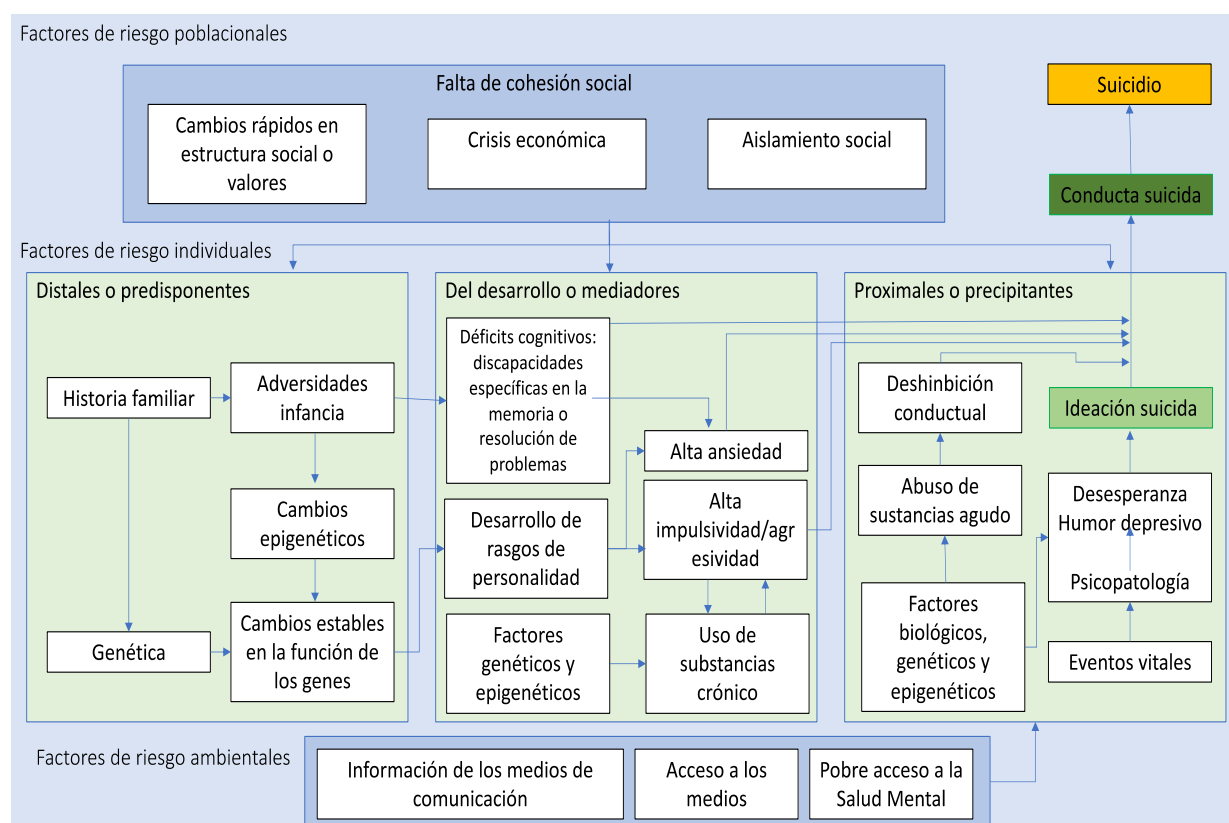 Factores de riesgo poblacionales
Falta de cohesión social
Cambios rápidos en
estructura social o
valores
Crisis económica
Aislamiento social
Suicidio
Conducta suicida
Factores de riesgo individuales
Distales o predisponentes
Historia familiar
Adversidades
infancia
Cambios
epigenéticos
Genética
Cambios estables
en la función de
los genes
Del desarrollo o mediadores
Déficits cognitivos:
discapacidades
específicas en la
memoria o
resolución de
problemas
Alta ansiedad
Desarrollo de
rasgos de
personalidad
Alta
impulsividad/agr
esividad
Factores
genéticos y
epigenéticos
Uso de
substancias
crónico
Proximales o precipitantes
Deshinbición
conductual
Ideación suicida
Abuso de
sustancias agudo
Desesperanza
Humor depresivo
Psicopatología
Factores
biológicos,
genéticos y
epigenéticos
Eventos vitales
Factores de riesgo ambientales
Información de los medios de
comunicación
Acceso a los
medios
Pobre acceso a la
Salud Mental